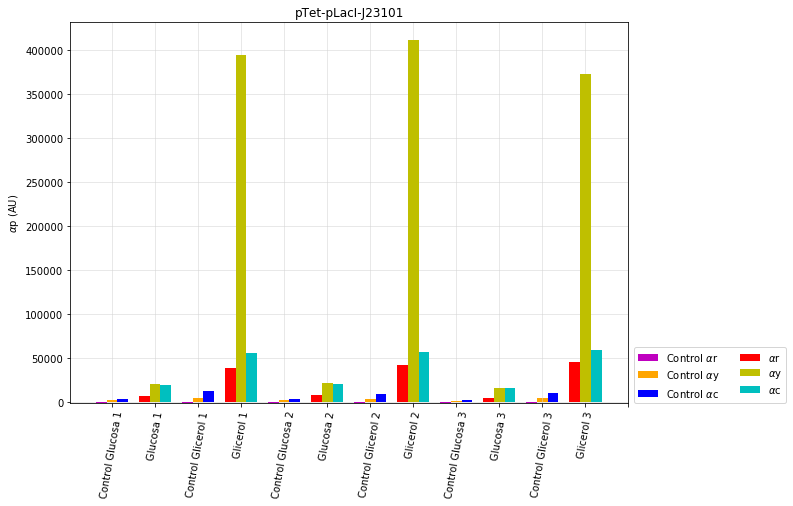 pTet-pLacI-J23101
αp (AU)
400000
350000
300000
250000
200000
150000
100000
50000
0
Control Glucosa 1
Glucosa 1
Control Glicerol 1
Glicerol 1
Control Glucosa 2
Glucosa 2
Control Glicerol 2
Glicerol 2
Control Glucosa 3
Glucosa 3
Control Glicerol 3
Glicerol 3
Control αr
Control αy
Control αc
αr
αy
αc